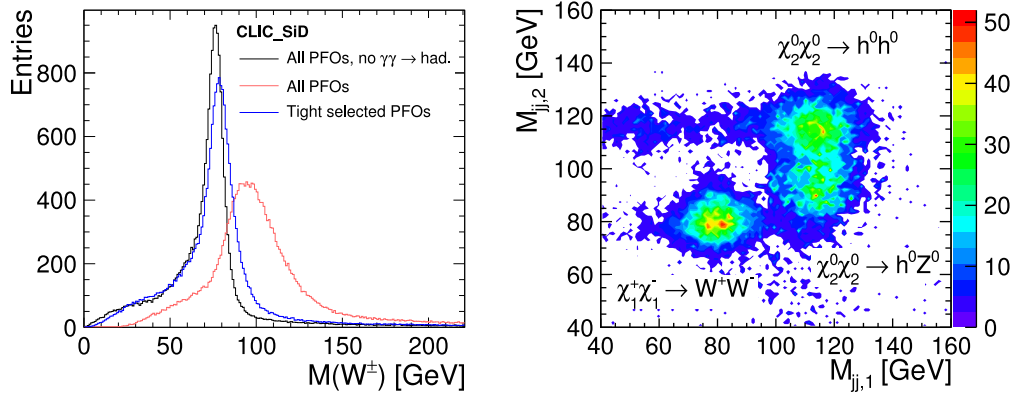 Entries
800
600
400
200
0
0 50 100 150 200
M(W±) [GeV]
CLIC_SiD
All PFOs, no γγ → had.
All PFOs
Tight selected PFOs
M_jj,2 [GeV]
160
140
120
100
80
60
40
40 60 80 100 120 140 160
M_jj,1 [GeV]
χ⁰₂χ⁰₂ → h⁰h⁰
χ⁺₁χ⁻₁ → W⁺W⁻
χ⁰₂χ⁰₂ → h⁰Z⁰
50
40
30
20
10
0